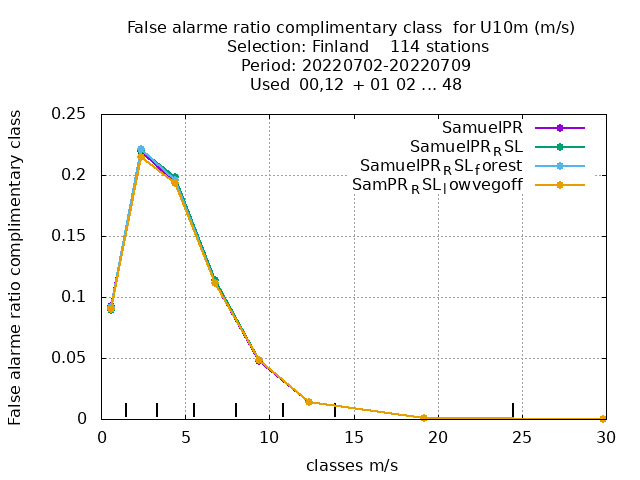 False alarme ratio complimentary class  for U10m (m/s)
Selection: Finland    114 stations
Period: 20220702-20220709
Used  00,12  + 01 02 ... 48
False alarme ratio complimentary class
0.25
0.2
0.15
0.1
0.05
0
SamuelPR
SamuelPR_RSL
SamuelPR_RSL_forest
SamPR_RSL_lowvegoff
0 5 10 15 20 25 30
classes m/s